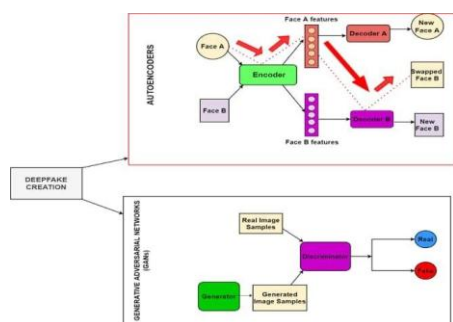 DEEPFAKE
CREATION
AUTOENCODERS
Face A
Face B
Encoder
Face A features
Face B features
Decoder A
Decoder B
New
Face A
Swapped
Face B
New
Face B
GENERATIVE ADVERSARIAL NETWORKS
(GANs)
Real Image
Samples
Generator
Generated
Image Samples
Discriminator
Real
Fake